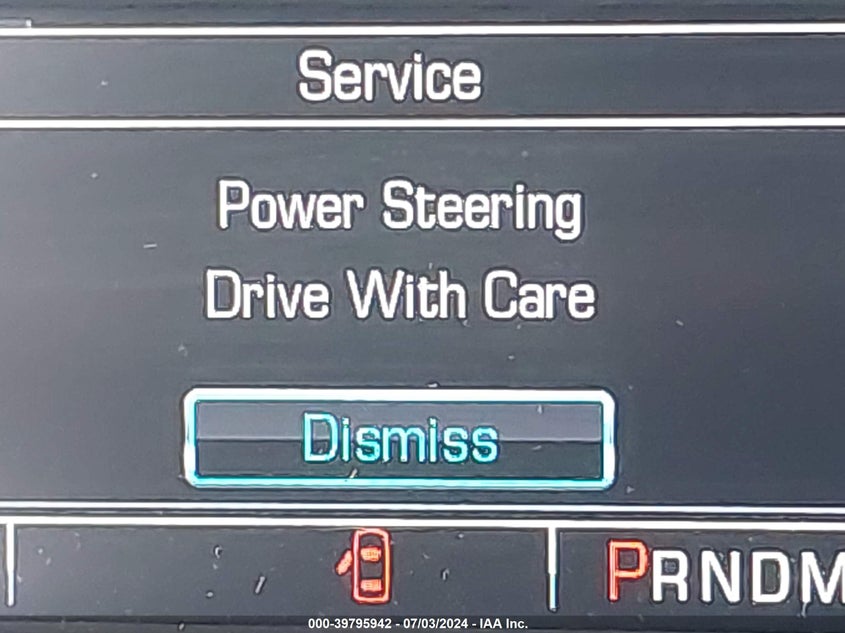 Service
Power Steering
Drive With Care
Dismiss
PRNDM
000-39795942 - 07/03/2024 - IAA Inc.